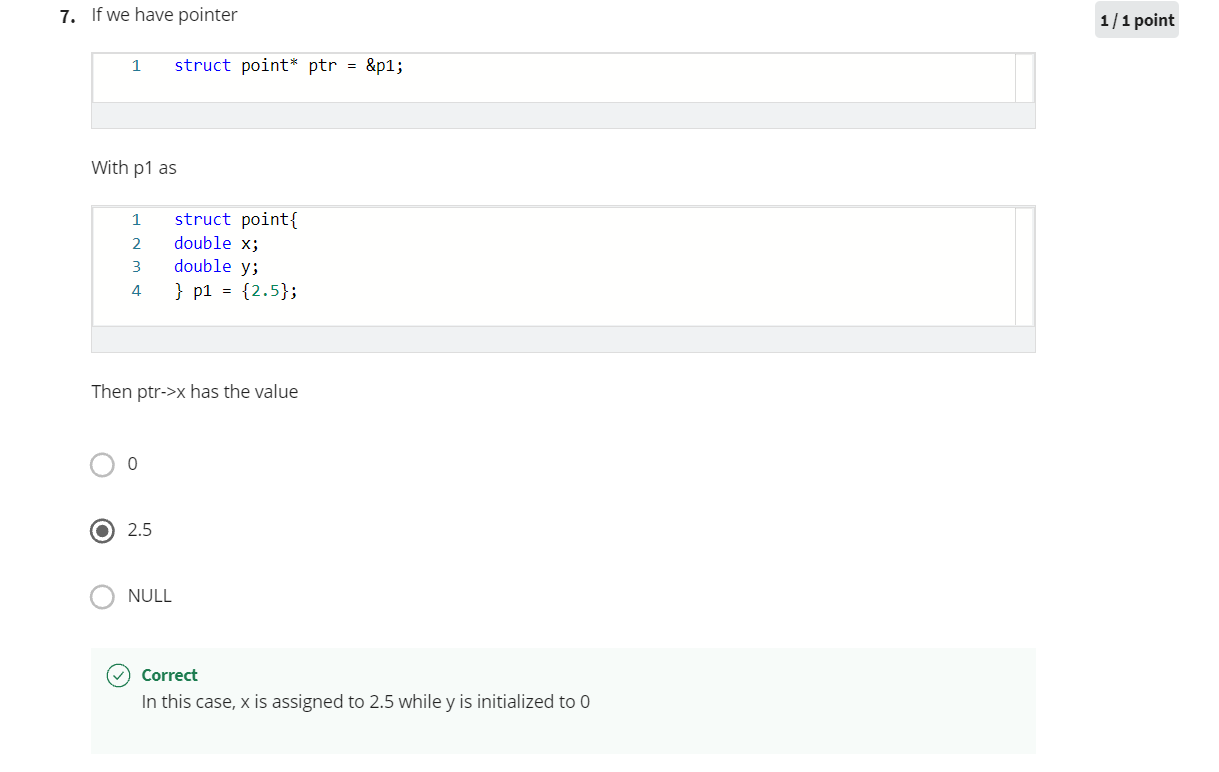 7. If we have pointer
1 / 1 point
1 struct point* ptr = &p1;
With p1 as
1 struct point{
2 double x;
3 double y;
4 } p1 = {2.5};
Then ptr->x has the value
0
2.5
NULL
Correct
In this case, x is assigned to 2.5 while y is initialized to 0